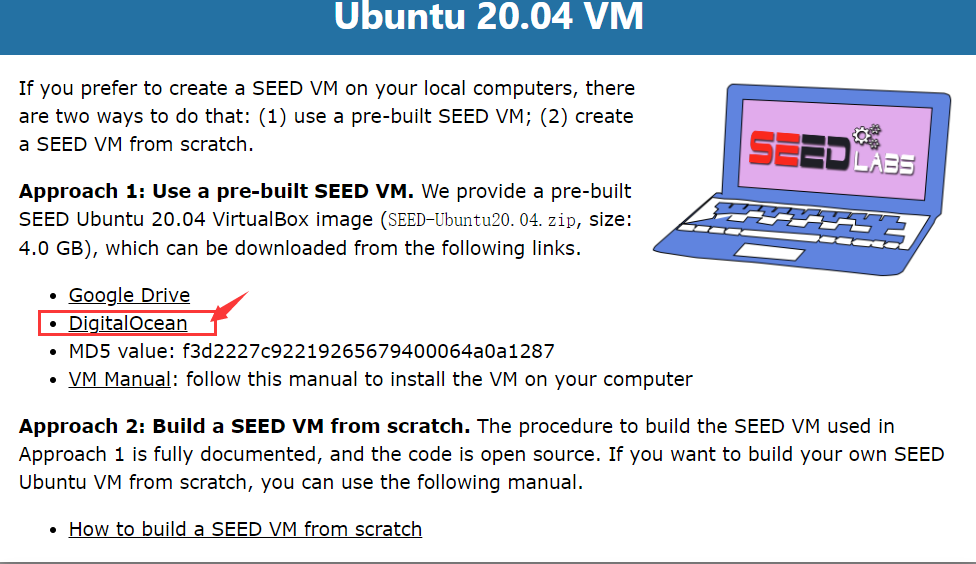 Ubuntu 20.04 VM
If you prefer to create a SEED VM on your local computers, there
are two ways to do that: (1) use a pre-built SEED VM; (2) create
a SEED VM from scratch.
SEED
LABS
Approach 1: Use a pre-built SEED VM. We provide a pre-built
SEED Ubuntu 20.04 VirtualBox image (SEED-Ubuntu20.04.zip, size:
4.0 GB), which can be downloaded from the following links.
• Google Drive
• DigitalOcean
• MD5 value: f3d2227c92219265679400064a0a1287
• VM Manual: follow this manual to install the VM on your computer
Approach 2: Build a SEED VM from scratch. The procedure to build the SEED VM used in
Approach 1 is fully documented, and the code is open source. If you want to build your own SEED
Ubuntu VM from scratch, you can use the following manual.
• How to build a SEED VM from scratch